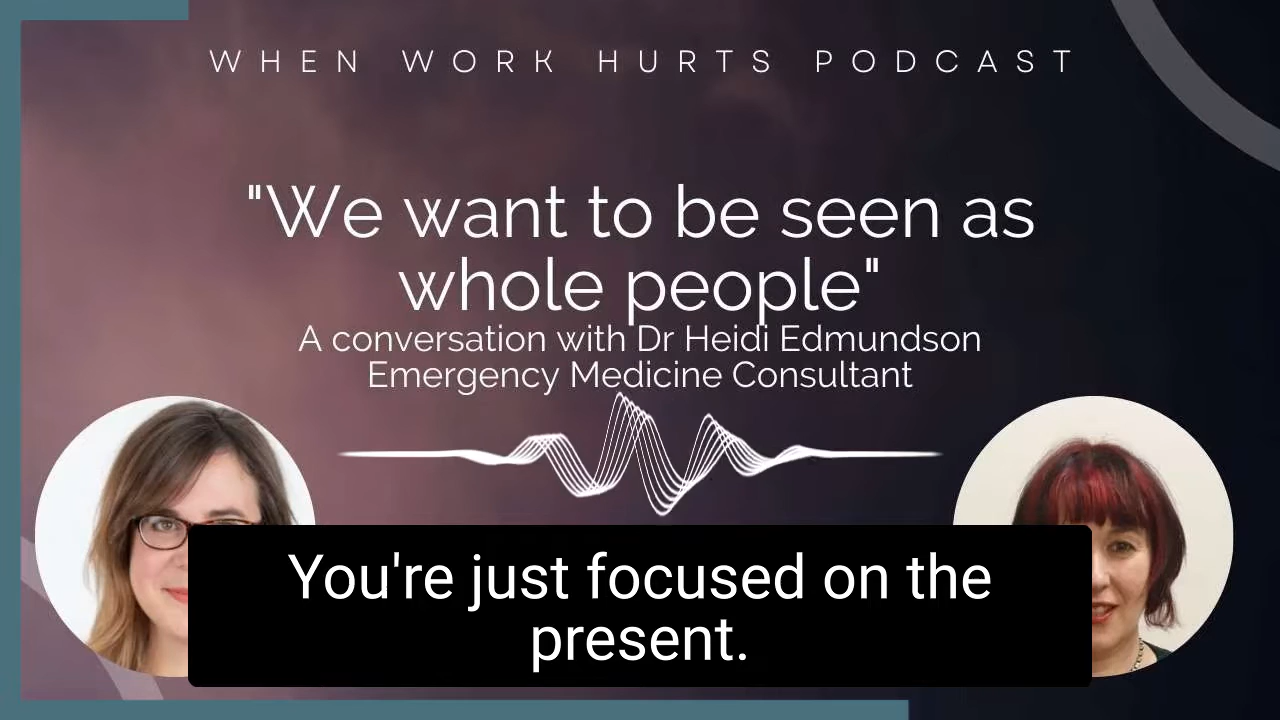 WHEN WORK HURTS PODCAST
"We want to be seen as
whole people"
A conversation with Dr Heidi Edmundson
Emergency Medicine Consultant
You're just focused on the
present.